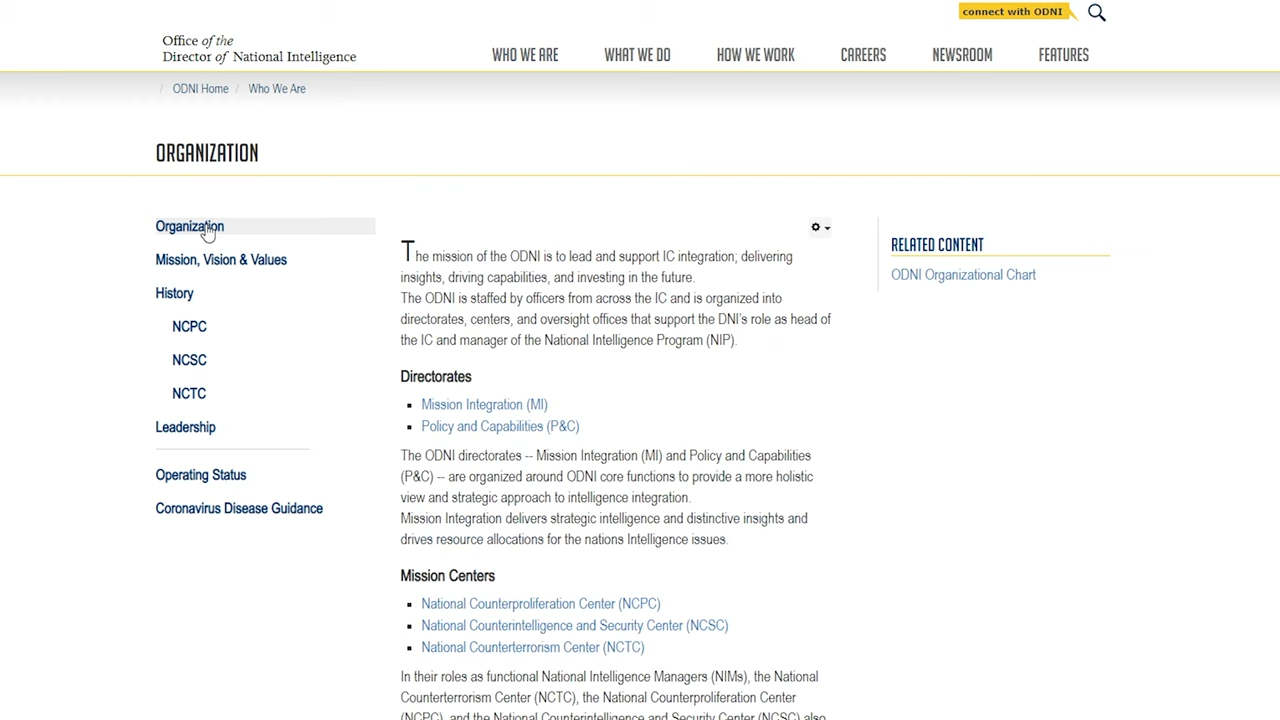 connect with ODNI
Office of the
Director of National Intelligence
WHO WE ARE
WHAT WE DO
HOW WE WORK
CAREERS
NEWSROOM
FEATURES
/ ODNI Home / Who We Are
ORGANIZATION
Organization
Mission, Vision & Values
History
NCPC
NCSC
NCTC
Leadership
Operating Status
Coronavirus Disease Guidance
The mission of the ODNI is to lead and support IC integration; delivering
insights, driving capabilities, and investing in the future.
The ODNI is staffed by officers from across the IC and is organized into
directorates, centers, and oversight offices that support the DNI's role as head of
the IC and manager of the National Intelligence Program (NIP).
Directorates
Mission Integration (MI)
Policy and Capabilities (P&C)
The ODNI directorates -- Mission Integration (MI) and Policy and Capabilities
(P&C) -- are organized around ODNI core functions to provide a more holistic
view and strategic approach to intelligence integration.
Mission Integration delivers strategic intelligence and distinctive insights and
drives resource allocations for the nations Intelligence issues.
Mission Centers
National Counterproliferation Center (NCPC)
National Counterintelligence and Security Center (NCSC)
National Counterterrorism Center (NCTC)
In their roles as functional National Intelligence Managers (NIMs), the National
Counterterrorism Center (NCTC), the National Counterproliferation Center
(NCPC), and the National Counterintelligence and Security Center (NCSC) also
RELATED CONTENT
ODNI Organizational Chart